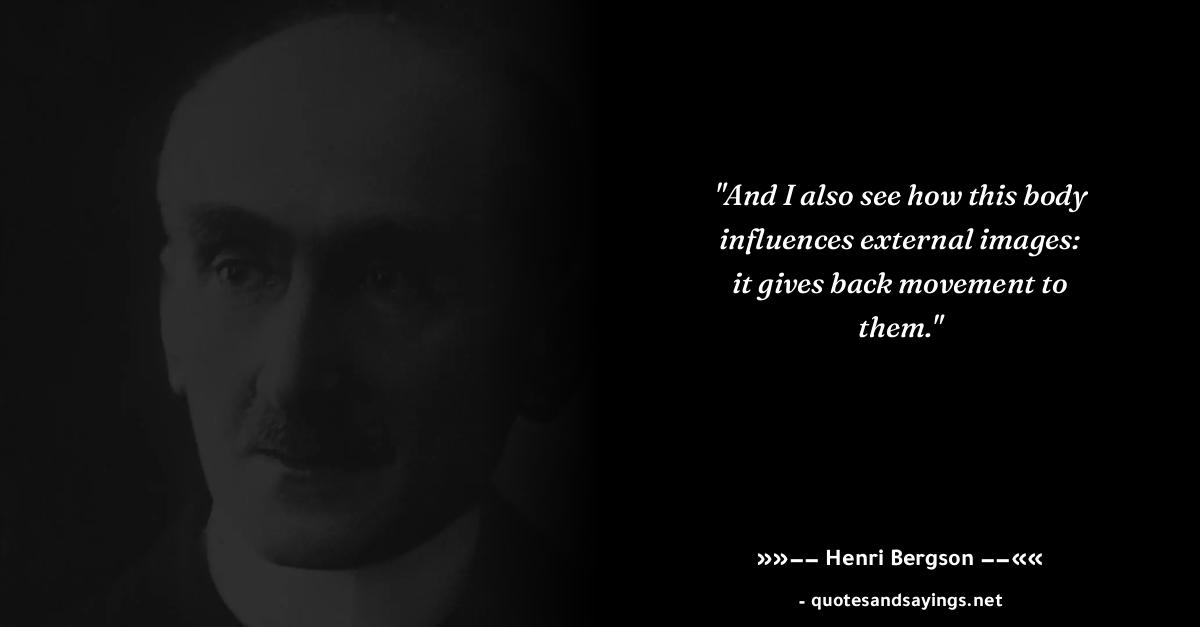 "And I also see how this body
influences external images:
it gives back movement to
them."
»»−− Henri Bergson −−««
- quotesandsayings.net